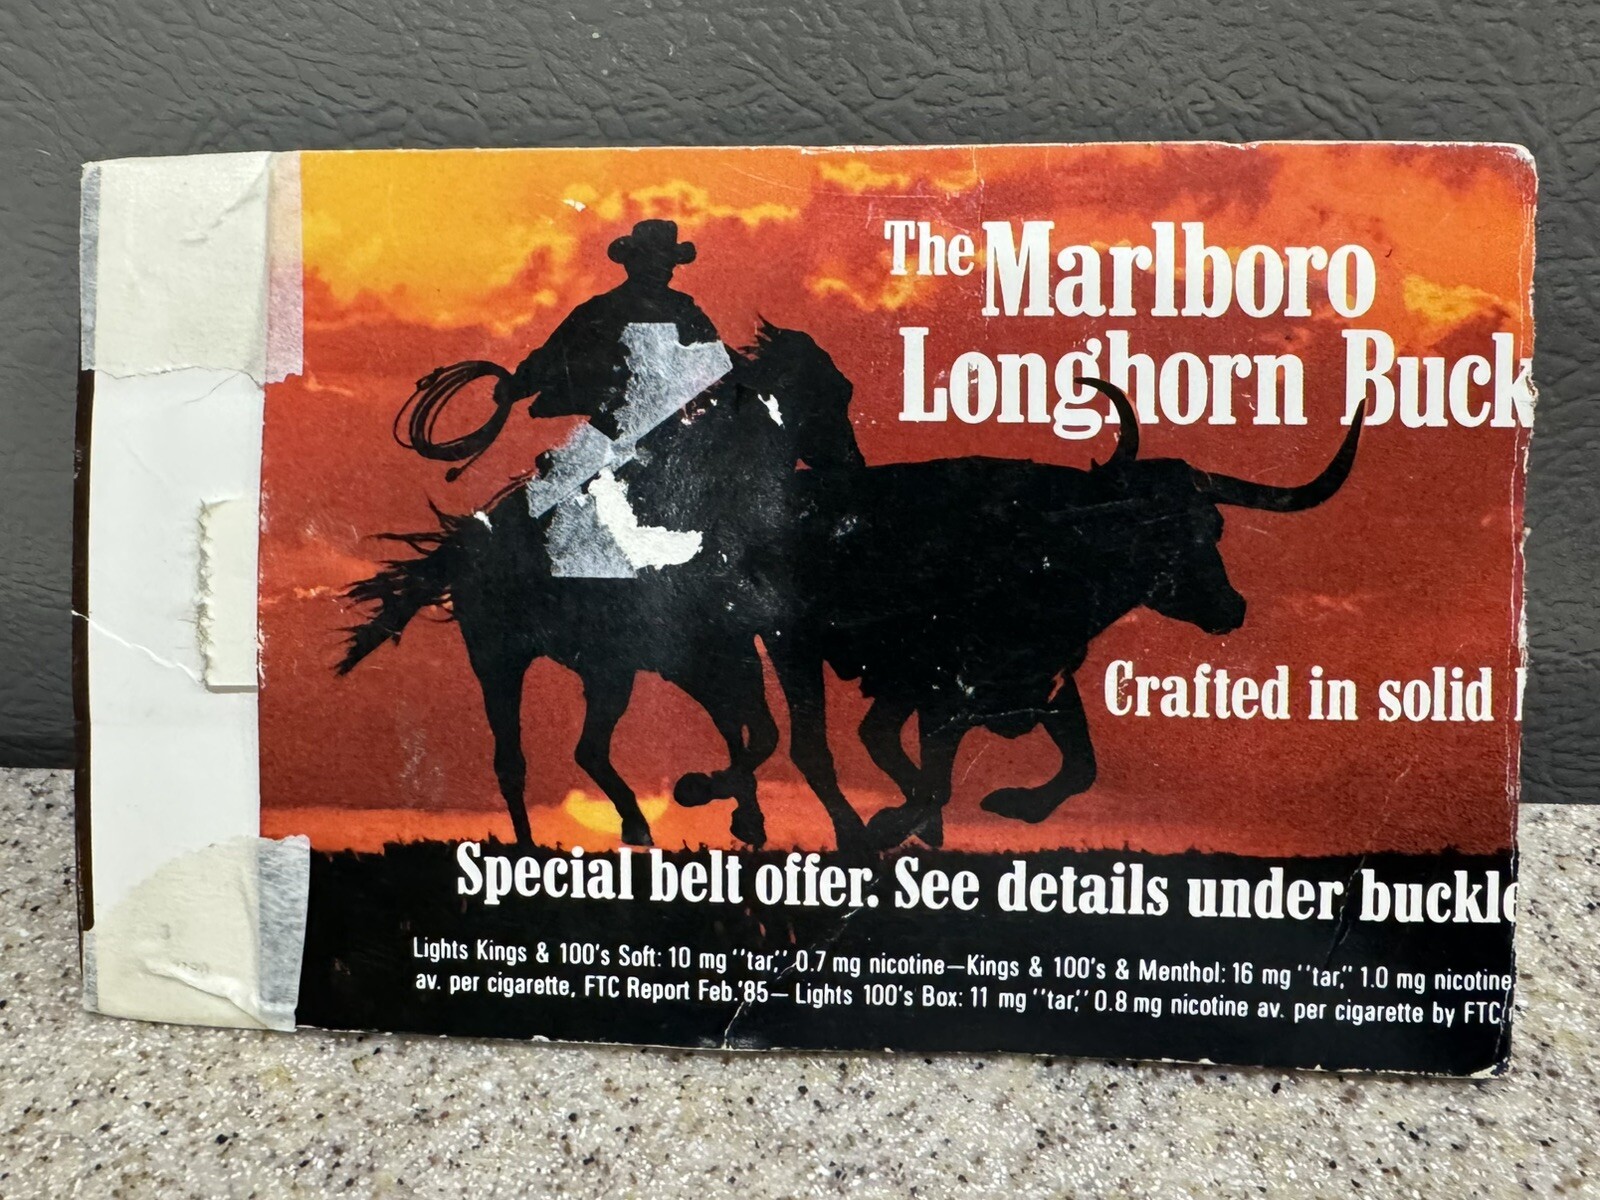 The Marlboro
Longhorn Buck
Crafted in solid
Special belt offer. See details under buckle
Lights Kings & 100's Soft: 10 mg "tar," 0.7 mg nicotine—Kings & 100's & Menthol: 16 mg "tar," 1.0 mg nicotine
av. per cigarette, FTC Report Feb.'85—Lights 100's Box: 11 mg "tar," 0.8 mg nicotine av. per cigarette by FTC